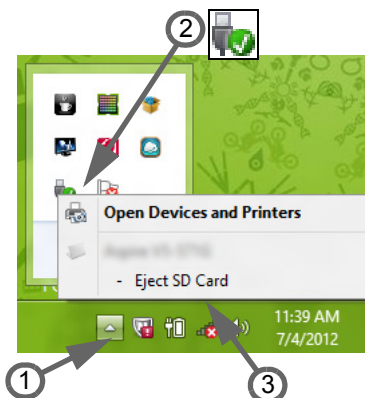 2
Open Devices and Printers
- Eject SD Card
11:39 AM
7/4/2012
1
3